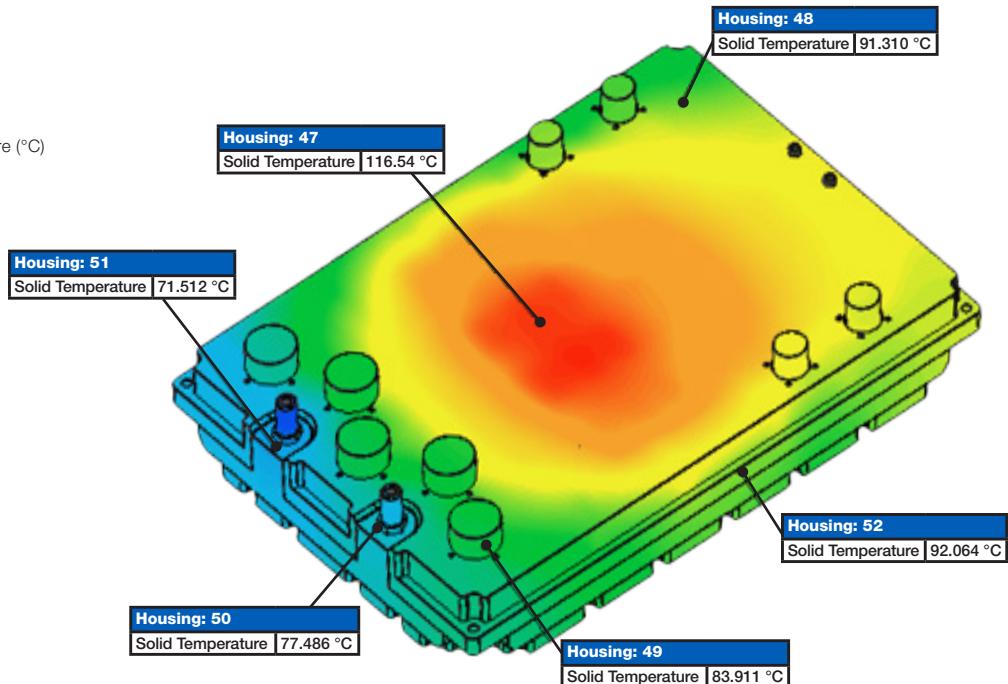 Housing: 48
Solid Temperature 91.310 °C
Housing: 47
Solid Temperature 116.54 °C
(°C)
Housing: 51
Solid Temperature 71.512 °C
Housing: 52
Solid Temperature 92.064 °C
Housing: 50
Solid Temperature 77.486 °C
Housing: 49
Solid Temperature 83.911 °C